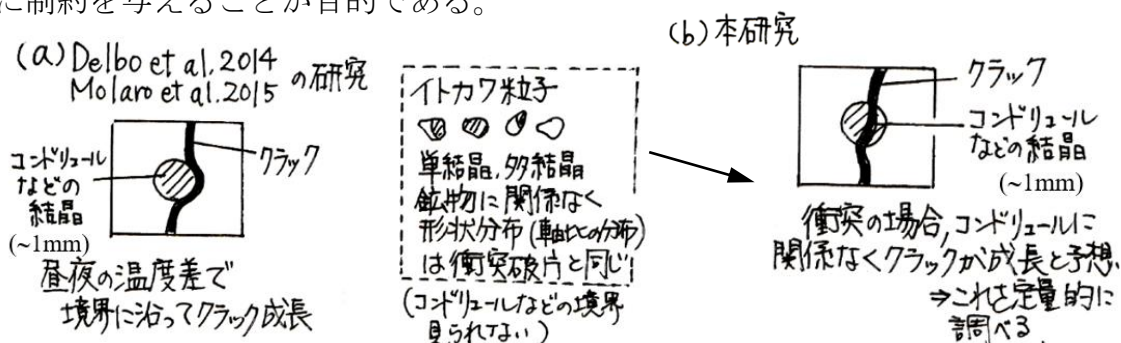 に制約を与えることが目的である。
(a) Delbo et al. 2014
Molaro et al. 2015 の研究
コンドリュール
などの
結晶
(~1mm)
クラック
昼夜の温度差で
境界に沿ってクラック成長
イトカワ粒子
単結晶,多結晶
鉱物に関係なく
形状分布(軸比の分布)
は衝突破片と同じ
(コンドリュールなどの境界
見られてない)
(b) 本研究
クラック
コンドリュール
などの結晶
(~1mm)
衝突の場合,コンドリュールに
関係なくクラックが成長と予想.
⇒これを定量的に
調べる.